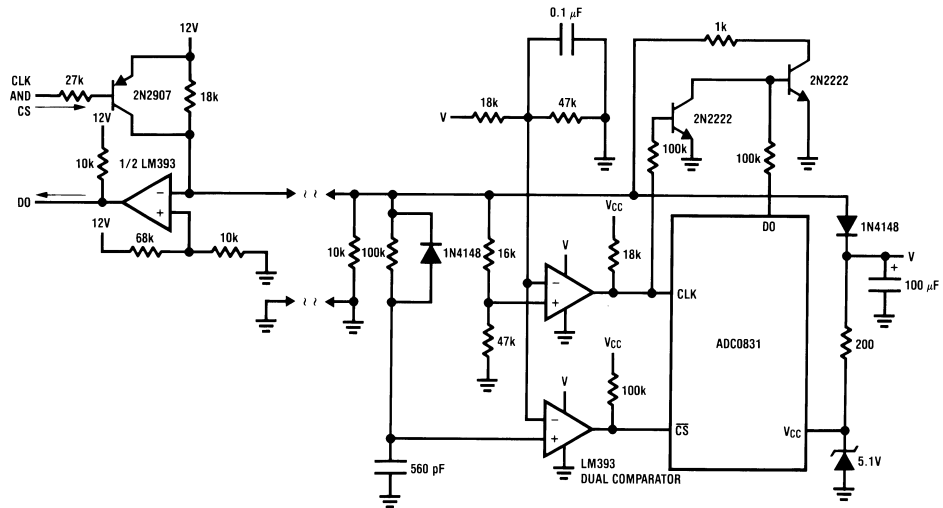 0.1 µF
1k
12V
CLK
AND
CS
27k
2N2907
18k
18k
47k
V
2N2222
2N2222
12V
10k
1/2 LM393
100k
100k
DO
12V
68k
10k
10k
100k
1N4148
16k
VCC
18k
V
DO
1N4148
V
+
100 µF
−
+
−
+
CLK
ADC0831
47k
VCC
100k
200
V
−
+
CS
VCC
560 pF
LM393
DUAL COMPARATOR
5.1V